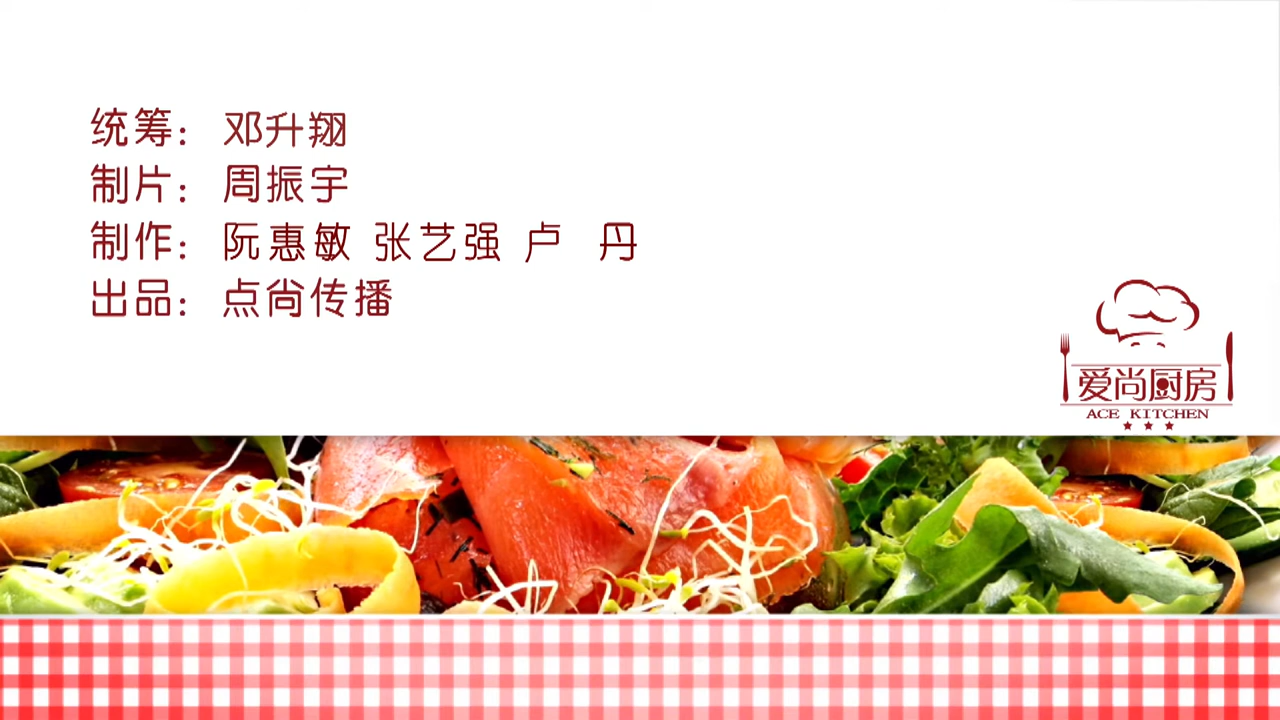 统筹： 邓升翔
制片： 周振宇
制作： 阮惠敏 张艺强 卢 丹
出品： 点尚传播
爱尚厨房
ACE KITCHEN